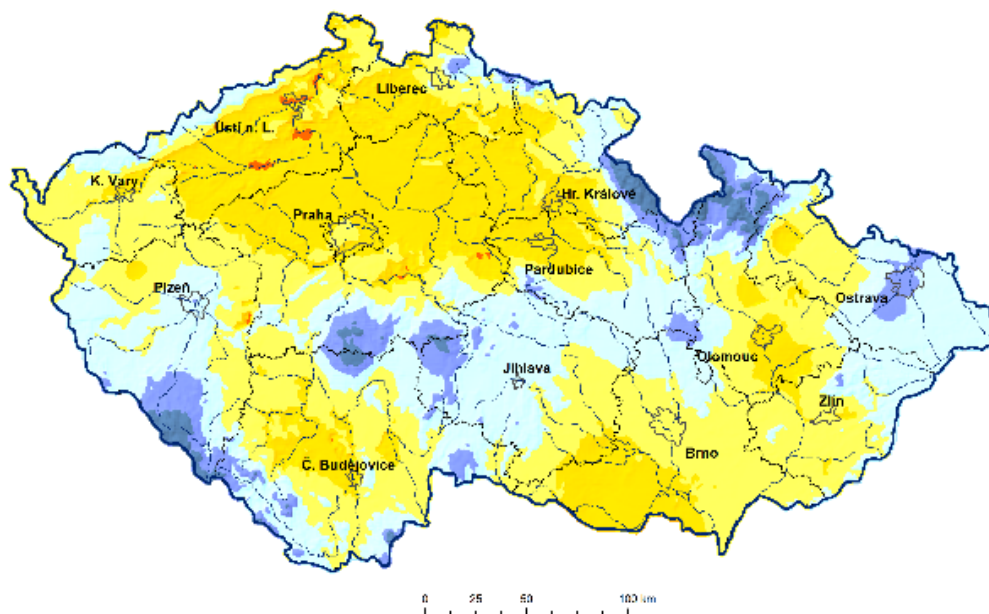 Liberec
Ústí n. L.
K. Vary
Hr. Králové
Praha
Pardubice
Plzeň
Ostrava
Olomouc
Jihlava
Zlín
Brno
Č. Budějovice
0 25 50 100 km